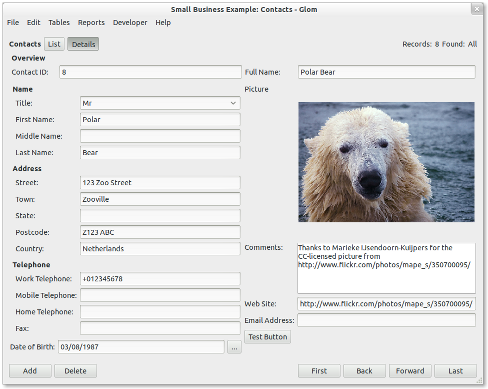 Small Business Example: Contacts - Glom
File Edit Tables Reports Developer Help
Contacts List Details Records: 8 Found: All
Overview
Contact ID: 8 Full Name: Polar Bear
Name Picture
Title: Mr
First Name: Polar
Middle Name:
Last Name: Bear
Address
Street: 123 Zoo Street
Town: Zooville
State:
Postcode: Z123 ABC
Country: Netherlands
Comments: Thanks to Marieke IJsendoorn-Kuijpers for the
CC-licensed picture from
http://www.flickr.com/photos/mape_s/350700095/
Telephone
Work Telephone: +012345678
Mobile Telephone:
Home Telephone:
Fax:
Web Site: http://www.flickr.com/photos/mape_s/350700095/
Email Address:
Test Button
Date of Birth: 03/08/1987 ...
Add Delete First Back Forward Last